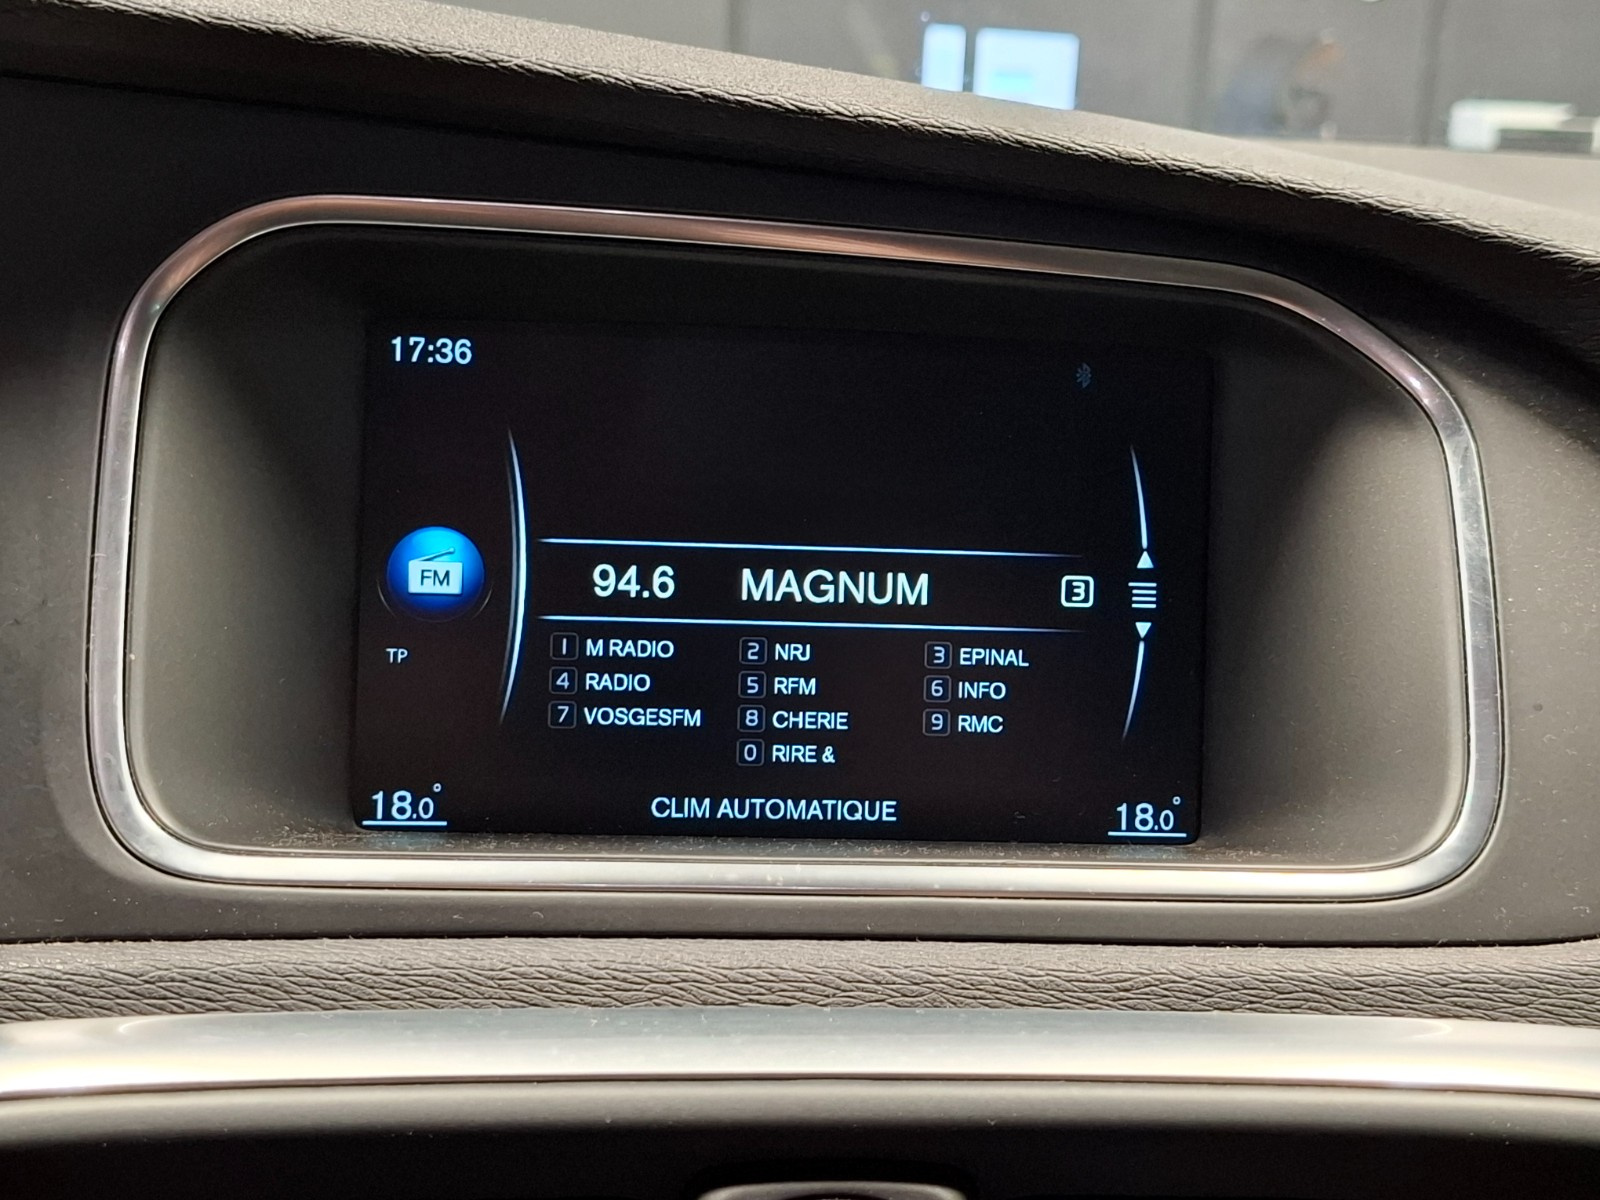 17:36
FM
94.6 MAGNUM 3
TP
1 M RADIO 2 NRJ 3 EPINAL
4 RADIO 5 RFM 6 INFO
7 VOSGESFM 8 CHERIE 9 RMC
0 RIRE &
18.0° CLIM AUTOMATIQUE 18.0°